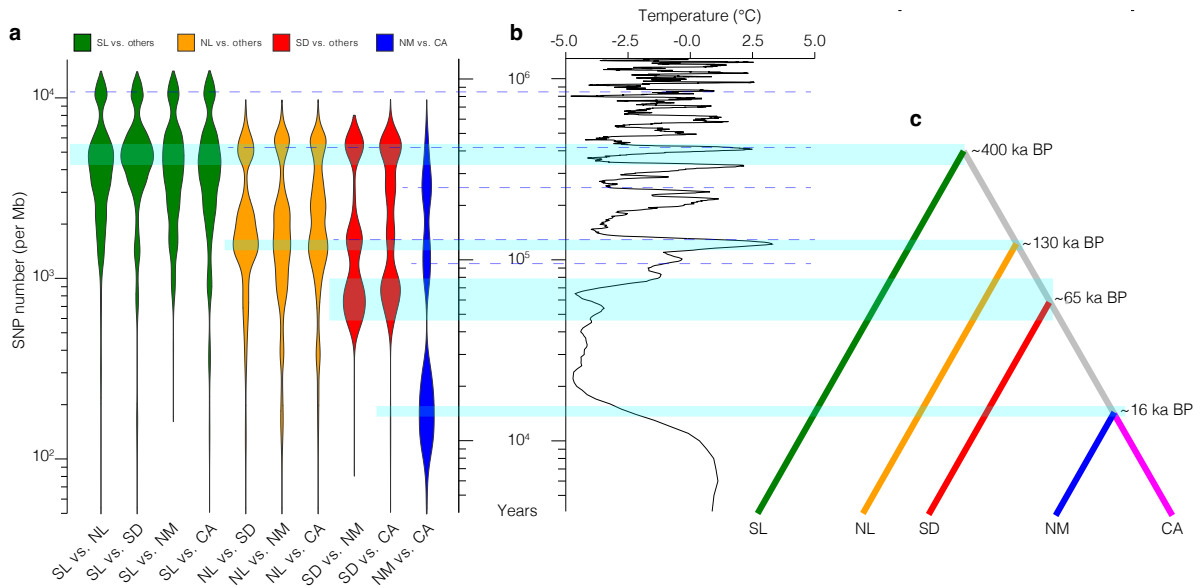 a
SL vs. others
NL vs. others
SD vs. others
NM vs. CA
SNP number (per Mb)
10⁴
10³
10²
SL vs. NL
SL vs. SD
SL vs. NM
SL vs. CA
NL vs. SD
NL vs. NM
NL vs. CA
SD vs. NM
SD vs. CA
NM vs. CA
b
Temperature (°C)
-5.0 -2.5 -0.0 2.5 5.0
10⁶
10⁵
10⁴
Years
c
~400 ka BP
~130 ka BP
~65 ka BP
~16 ka BP
SL NL SD NM CA